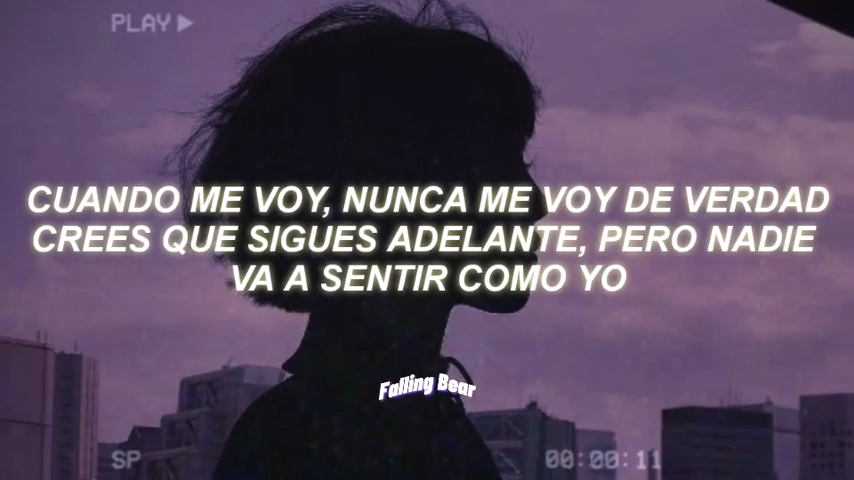 PLAY▶
CUANDO ME VOY, NUNCA ME VOY DE VERDAD
CREES QUE SIGUES ADELANTE, PERO NADIE
VA A SENTIR COMO YO
Falling Bear
SP 00:00:11